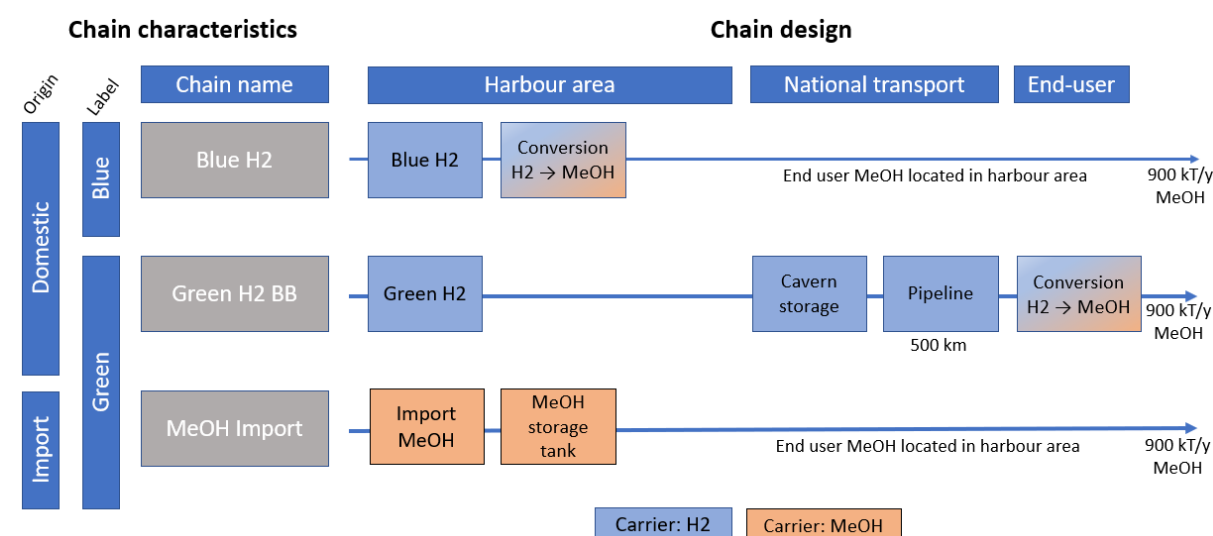 Chain characteristics
Chain design
Origin
Label
Chain name
Harbour area
National transport
End-user
Domestic
Blue
Blue H2
Blue H2
Conversion
H2 → MeOH
End user MeOH located in harbour area
900 kT/y
MeOH
Green
Green H2 BB
Green H2
Cavern
storage
Pipeline
500 km
Conversion
H2 → MeOH
900 kT/y
MeOH
Import
MeOH Import
Import
MeOH
MeOH
storage
tank
End user MeOH located in harbour area
900 kT/y
MeOH
Carrier: H2
Carrier: MeOH